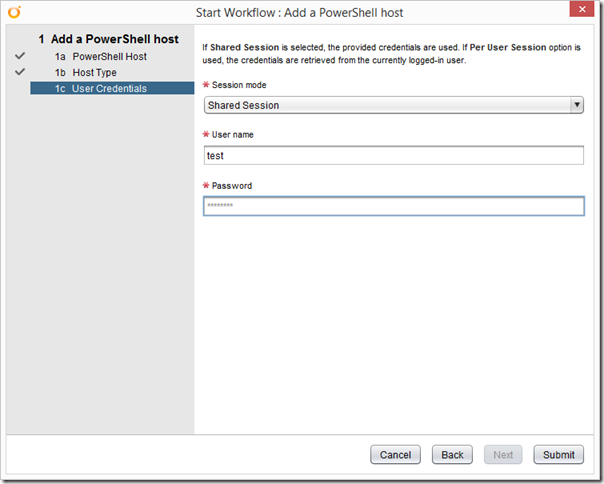 Start Workflow : Add a PowerShell host
1 Add a PowerShell host
1a PowerShell Host
1b Host Type
1c User Credentials
If Shared Session is selected, the provided credentials are used. If Per User Session option is
used, the credentials are retrieved from the currently logged-in user.
* Session mode
Shared Session
* User name
test
* Password
********
Cancel Back Next Submit